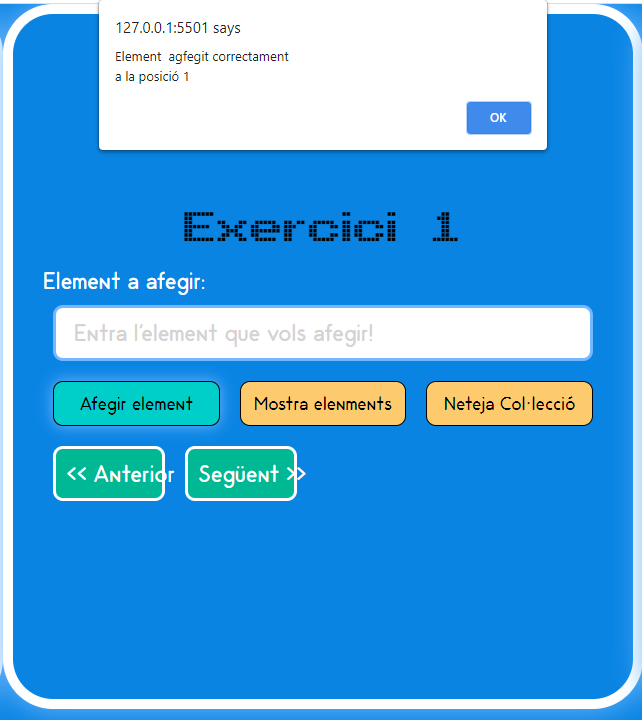 127.0.0.1:5501 says
Element  agfegit correctament
a la posició 1
OK
Exercici 1
Element a afegir:
Entra l'element que vols afegir!
Afegir element
Mostra elenments
Neteja Col·lecció
<< Anterior
Següent >>